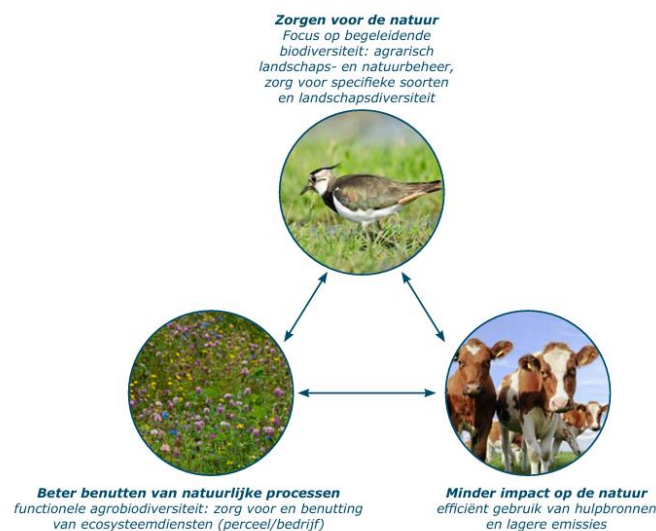 Zorgen voor de natuur
Focus op begeleidende
biodiversiteit: agrarisch
landschaps- en natuurbeheer,
zorg voor specifieke soorten
en landschapsdiversiteit
Beter benutten van natuurlijke processen
functionele agrobiodiversiteit: zorg voor en benutting
van ecosysteemdiensten (perceel/bedrijf)
Minder impact op de natuur
efficiënt gebruik van hulpbronnen
en lagere emissies